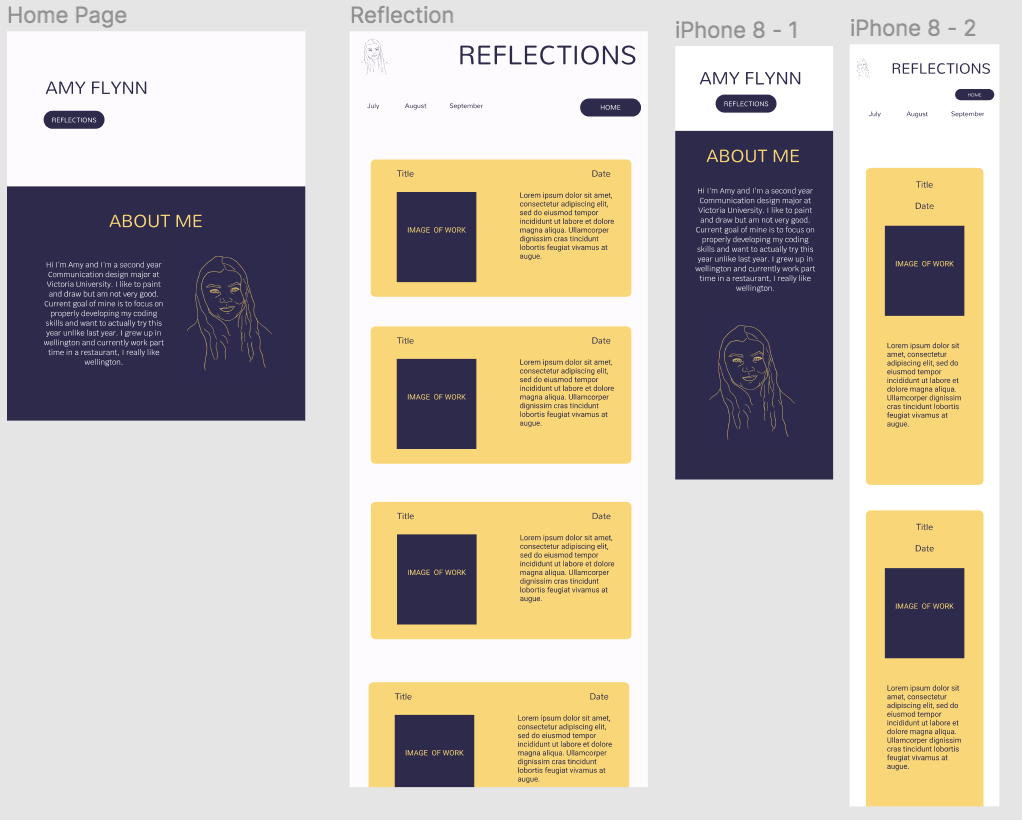 Home Page
AMY FLYNN
REFLECTIONS
ABOUT ME
Hi I'm Amy and I'm a second year
Communication design major at
Victoria University. I like to paint
and draw but am not very good.
Current goal of mine is to focus on
properly developing my coding
skills and want to actually try this
year unlike last year. I grew up in
wellington and currently work part
time in a restaurant, I really like
wellington.
Reflection
REFLECTIONS
July August September
HOME
Title Date
IMAGE OF WORK
Lorem ipsum dolor sit amet,
consectetur adipiscing elit,
sed do eiusmod tempor
incididunt ut labore et dolore
magna aliqua. Ullamcorper
dignissim cras tincidunt
lobortis feugiat vivamus at
augue.
Title Date
IMAGE OF WORK
Lorem ipsum dolor sit amet,
consectetur adipiscing elit,
sed do eiusmod tempor
incididunt ut labore et dolore
magna aliqua. Ullamcorper
dignissim cras tincidunt
lobortis feugiat vivamus at
augue.
Title Date
IMAGE OF WORK
Lorem ipsum dolor sit amet,
consectetur adipiscing elit,
sed do eiusmod tempor
incididunt ut labore et dolore
magna aliqua. Ullamcorper
dignissim cras tincidunt
lobortis feugiat vivamus at
augue.
Title Date
IMAGE OF WORK
Lorem ipsum dolor sit amet,
consectetur adipiscing elit,
sed do eiusmod tempor
incididunt ut labore et dolore
magna aliqua. Ullamcorper
dignissim cras tincidunt
lobortis feugiat vivamus at
augue.
iPhone 8 - 1
AMY FLYNN
REFLECTIONS
ABOUT ME
Hi I'm Amy and I'm a second year
Communication design major at
Victoria University. I like to paint
and draw but am not very good.
Current goal of mine is to focus on
properly developing my coding
skills and want to actually try this
year unlike last year. I grew up in
wellington and currently work part
time in a restaurant, I really like
wellington.
iPhone 8 - 2
REFLECTIONS
HOME
July August September
Title
Date
IMAGE OF WORK
Lorem ipsum dolor sit
amet, consectetur
adipiscing elit, sed do
eiusmod tempor
incididunt ut labore et
dolore magna aliqua.
Ullamcorper dignissim
cras tincidunt lobortis
feugiat vivamus at
augue.
Title
Date
IMAGE OF WORK
Lorem ipsum dolor sit
amet, consectetur
adipiscing elit, sed do
eiusmod tempor
incididunt ut labore et
dolore magna aliqua.
Ullamcorper dignissim
cras tincidunt lobortis
feugiat vivamus at
augue.